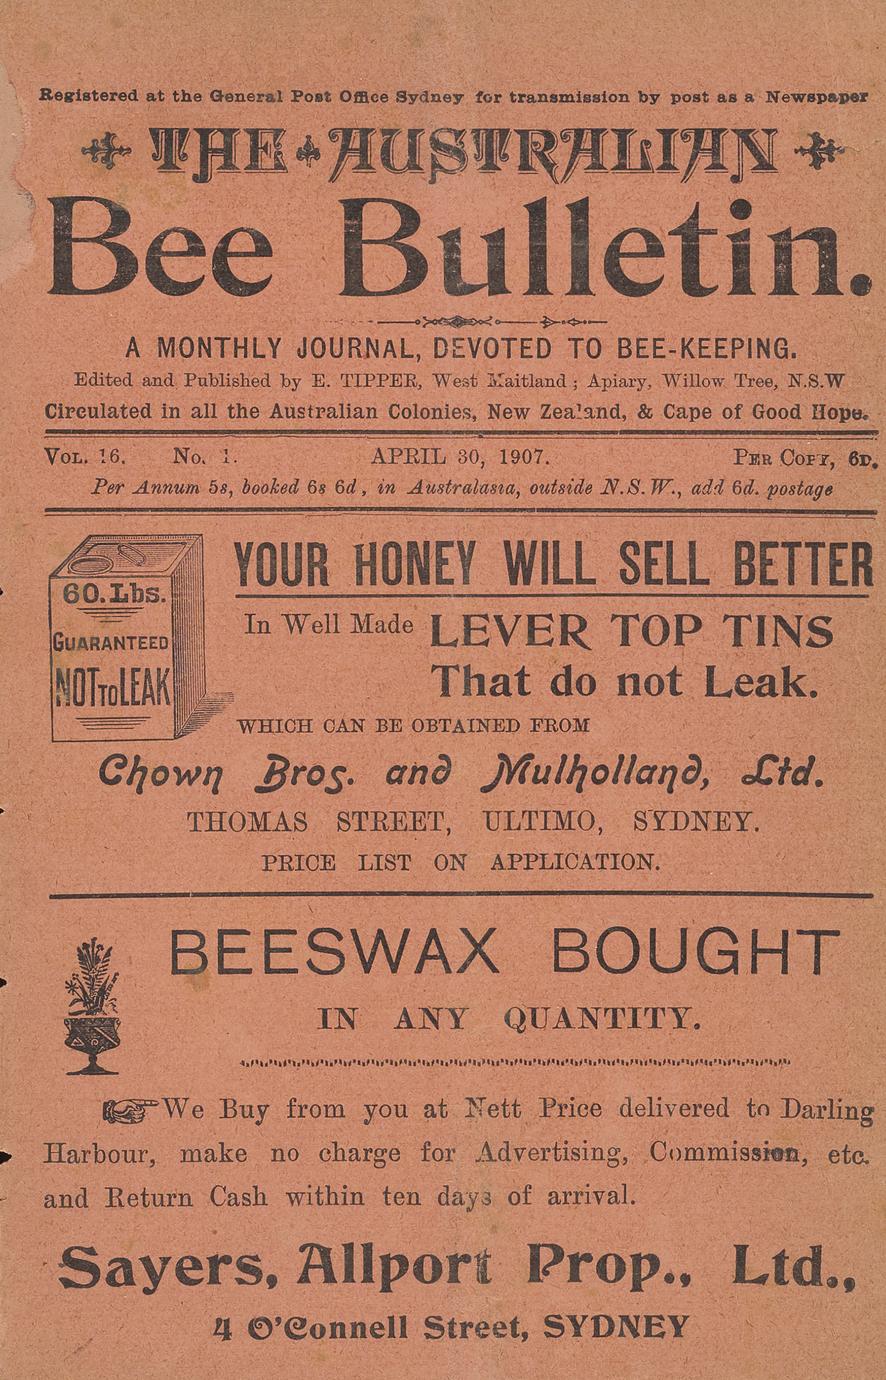 Registered at the General Post Office Sydney for transmission by post as a Newspaper
THE AUSTRALIAN
Bee Bulletin.
A MONTHLY JOURNAL, DEVOTED TO BEE-KEEPING.
Edited and Published by E. TIPPER, West Maitland; Apiary, Willow Tree, N.S.W
Circulated in all the Australian Colonies, New Zealand, & Cape of Good Hope.
VOL. 16. No. 1. APRIL 30, 1907. PER COPY, 6D.
Per Annum 5s, booked 6s 6d, in Australasia, outside N.S.W., add 6d. postage
60.Lbs.
GUARANTEED
NOT TO LEAK
YOUR HONEY WILL SELL BETTER
In Well Made LEVER TOP TINS
That do not Leak.
WHICH CAN BE OBTAINED FROM
Chown Bros. and Mulholland, Ltd.
THOMAS STREET, ULTIMO, SYDNEY.
PRICE LIST ON APPLICATION.
BEESWAX BOUGHT
IN ANY QUANTITY.
We Buy from you at Nett Price delivered to Darling
Harbour, make no charge for Advertising, Commission, etc.
and Return Cash within ten days of arrival.
Sayers, Allport Prop., Ltd.,
4 O'Connell Street, SYDNEY